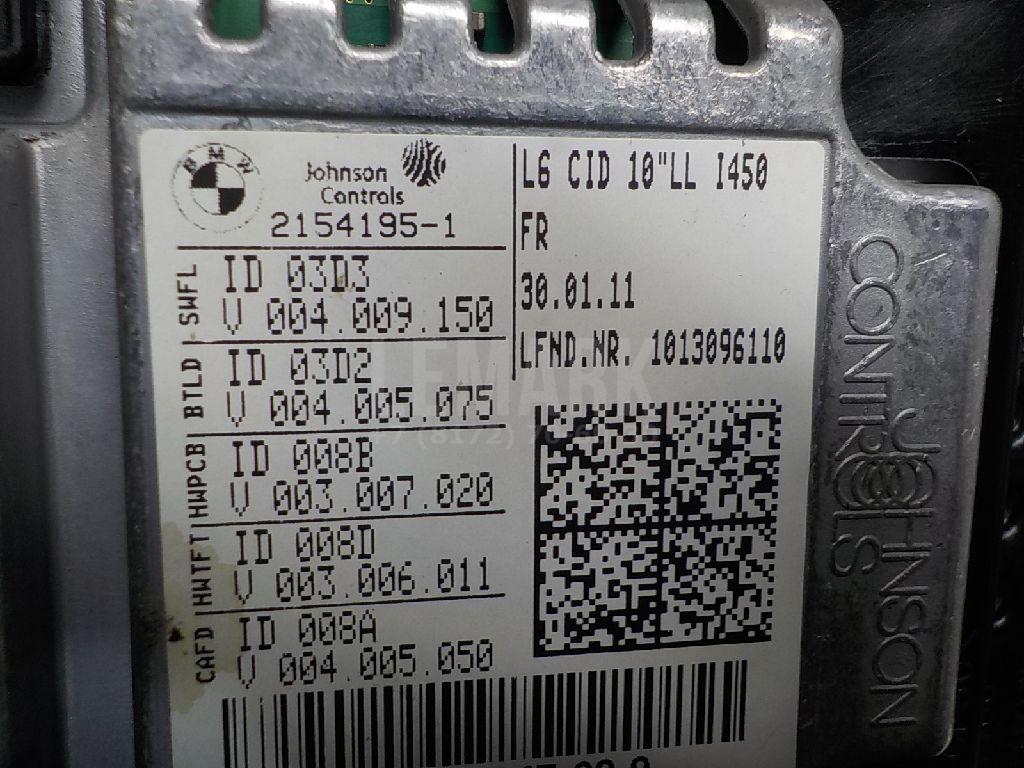 BMW
Johnson
Controls
2154195-1
L6 CID 10"LL I450
FR
30.01.11
LFND.NR. 1013096110
SWFL
ID 03D3
V 004.009.150
BTLD
ID 03D2
V 004.005.075
HWPCB
ID 008B
V 003.007.020
HWTFT
ID 008D
V 003.006.011
CAFD
ID 008A
V 004.005.050
JOHNSON
CONTROLS